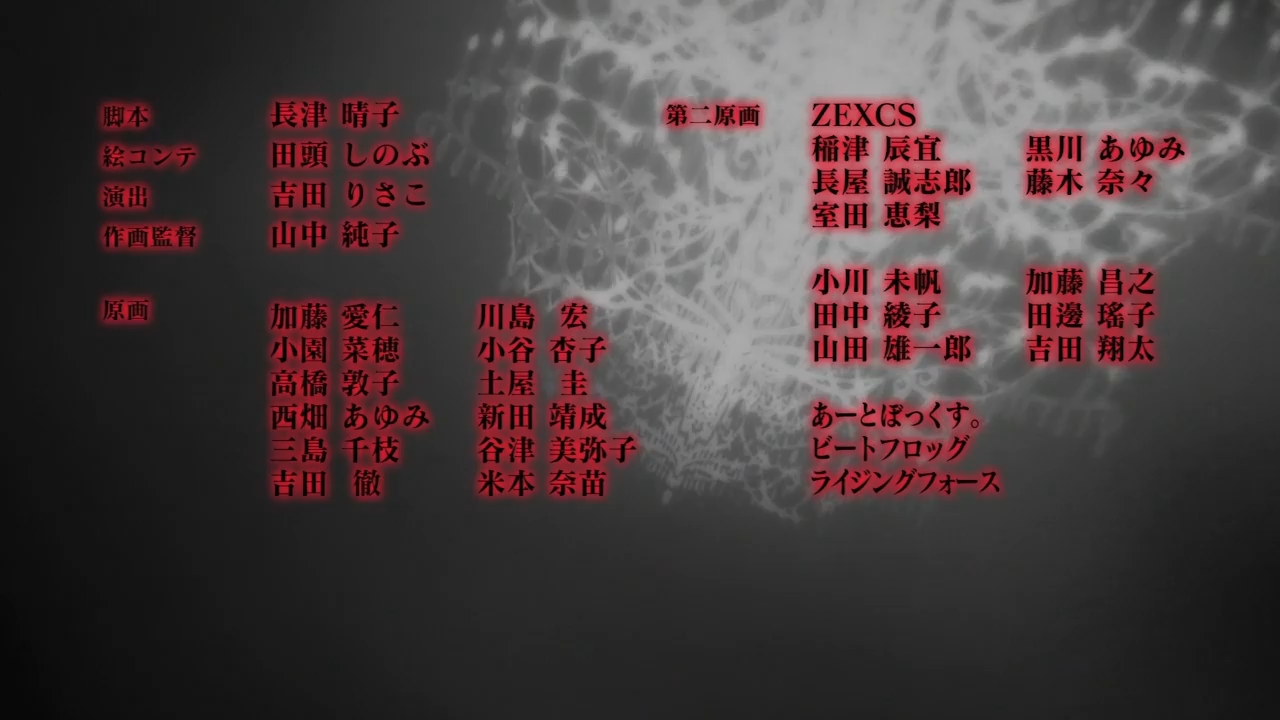 脚本 長津 晴子
絵コンテ 田頭 しのぶ
演出 吉田 りさこ
作画監督 山中 純子
原画 加藤 愛仁 川島 宏
小園 菜穂 小谷 杏子
高橋 敦子 土屋 圭
西畑 あゆみ 新田 靖成
三島 千枝 谷津 美弥子
吉田 徹 米本 奈苗
第二原画 ZEXCS
稲津 辰宜 黒川 あゆみ
長屋 誠志郎 藤木 奈々
室田 恵梨
小川 未帆 加藤 昌之
田中 綾子 田邊 瑤子
山田 雄一郎 吉田 翔太
あーとぼっくす。
ビートフロッグ
ライジングフォース